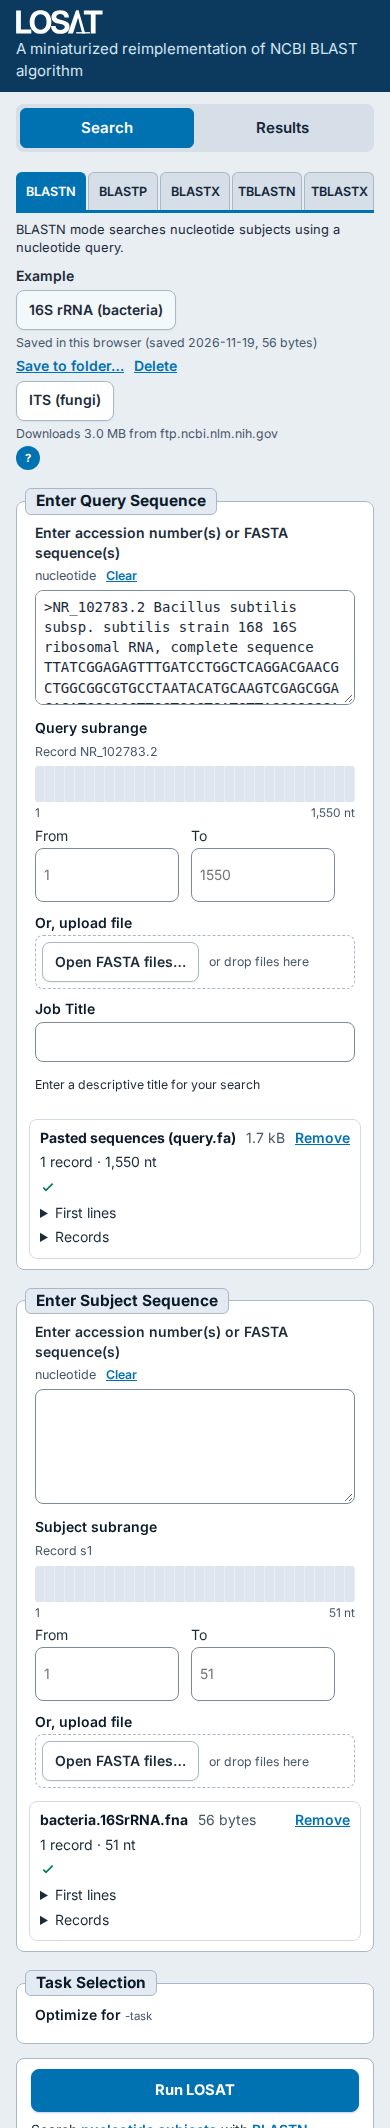 LOSAT
A miniaturized reimplementation of NCBI BLAST
algorithm
Search
Results
BLASTN
BLASTP
BLASTX
TBLASTN
TBLASTX
BLASTN mode searches nucleotide subjects using a
nucleotide query.
Example
16S rRNA (bacteria)
Saved in this browser (saved 2026-11-19, 56 bytes)
Save to folder... Delete
ITS (fungi)
Downloads 3.0 MB from ftp.ncbi.nlm.nih.gov
?
Enter Query Sequence
Enter accession number(s) or FASTA
sequence(s)
nucleotide Clear
>NR_102783.2 Bacillus subtilis
subsp. subtilis strain 168 16S
ribosomal RNA, complete sequence
TTATCGGAGAGTTTGATCCTGGCTCAGGACGAACG
CTGGCGGCGTGCCTAATACATGCAAGTCGAGCGGA
Query subrange
Record NR_102783.2
1
1,550 nt
From
To
1
1550
Or, upload file
Open FASTA files...
or drop files here
Job Title
Enter a descriptive title for your search
Pasted sequences (query.fa) 1.7 kB Remove
1 record · 1,550 nt
✓
▶ First lines
▶ Records
Enter Subject Sequence
Enter accession number(s) or FASTA
sequence(s)
nucleotide Clear
Subject subrange
Record s1
1
51 nt
From
To
1
51
Or, upload file
Open FASTA files...
or drop files here
bacteria.16SrRNA.fna 56 bytes Remove
1 record · 51 nt
✓
▶ First lines
▶ Records
Task Selection
Optimize for -task
Run LOSAT
Search nucleotide subjects with BLASTN